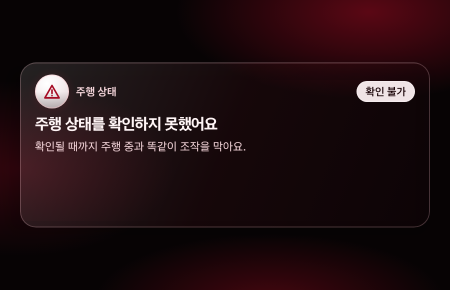 주행 상태
확인 불가
주행 상태를 확인하지 못했어요
확인될 때까지 주행 중과 똑같이 조작을 막아요.